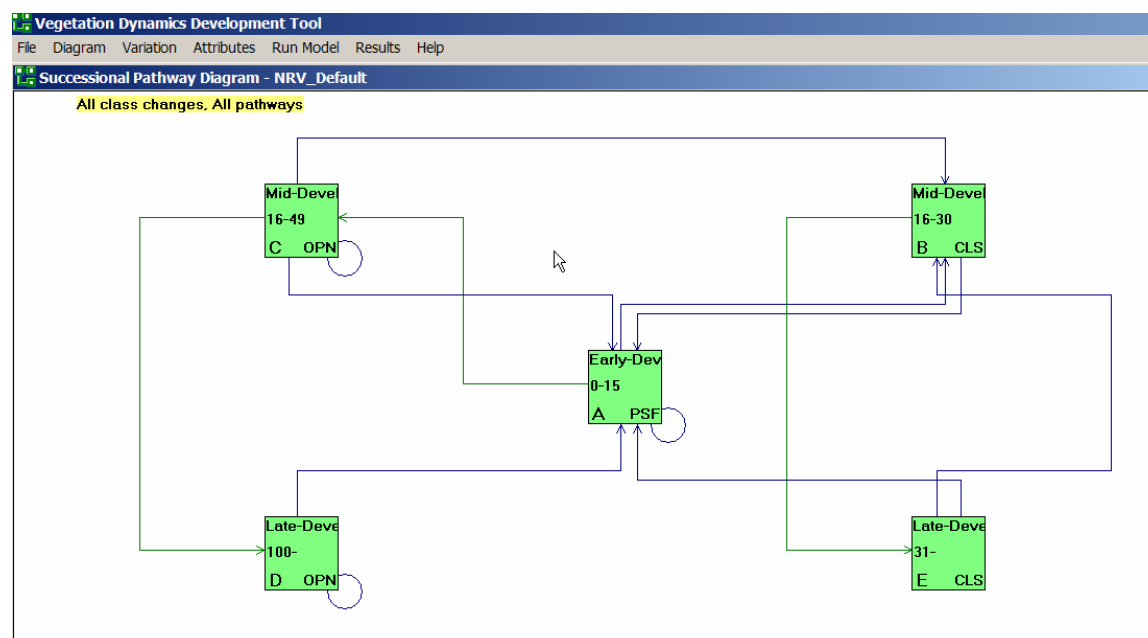 Vegetation Dynamics Development Tool
File Diagram Variation Attributes Run Model Results Help
Successional Pathway Diagram - NRV_Default
All class changes, All pathways
Mid-Devel
16-49
C OPN
Mid-Devel
16-30
B CLS
Early-Dev
0-15
A PSF
Late-Deve
100-
D OPN
Late-Deve
31-
E CLS